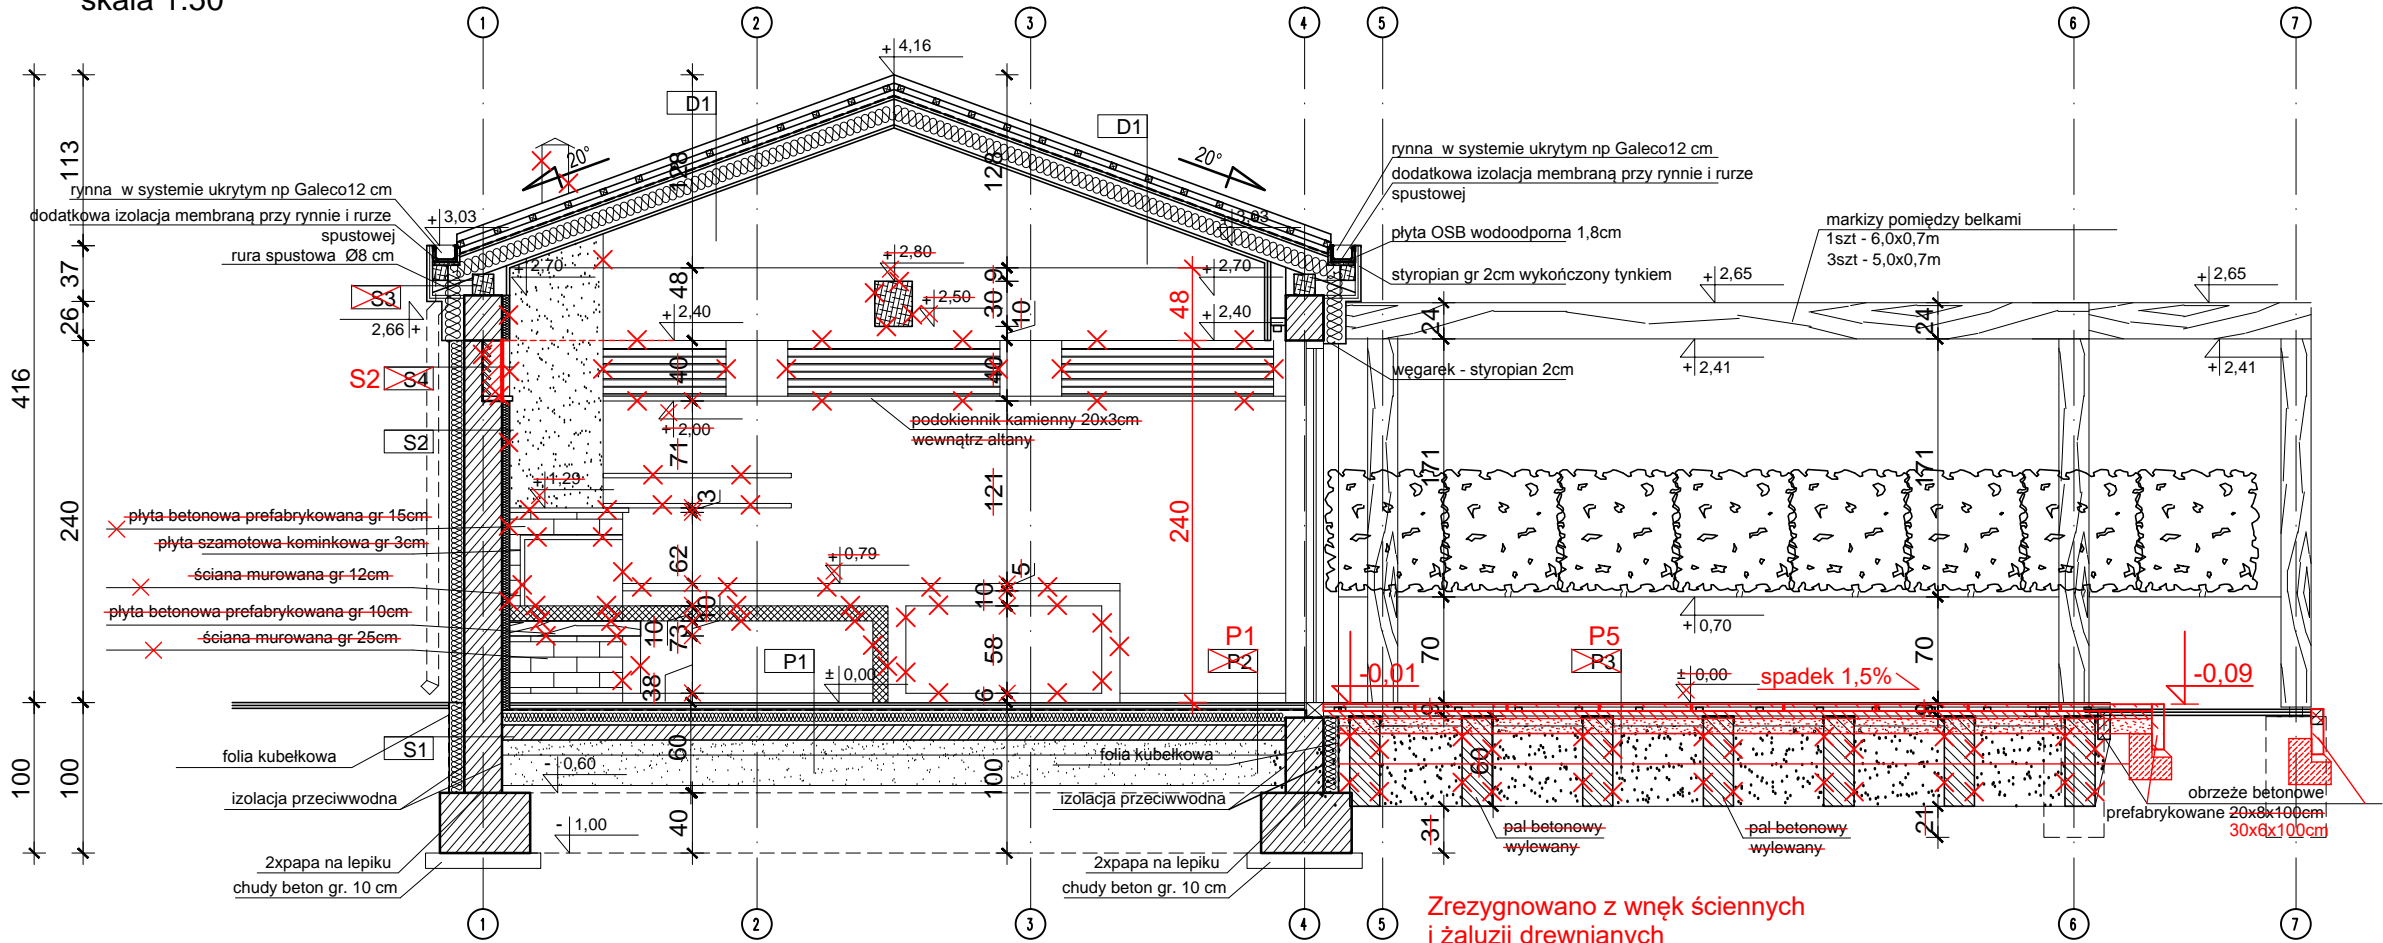 skala 1:50
1
2
3
4
5
6
7
+ 4,16
D1
D1
20°
20°
113
128
128
rynna w systemie ukrytym np Galeco12 cm
dodatkowa izolacja membraną przy rynnie i rurze
spustowej
rura spustowa Ø8 cm
+ 3,03
+ 3,03
rynna w systemie ukrytym np Galeco12 cm
dodatkowa izolacja membraną przy rynnie i rurze
spustowej
płyta OSB wodoodporna 1,8cm
styropian gr 2cm wykończony tynkiem
markizy pomiędzy belkami
1szt - 6,0x0,7m
3szt - 5,0x0,7m
+ 2,80
+ 2,70
+ 2,70
+ 2,65
+ 2,65
37
48
9
30
10
48
S3
26
2,66 +
+ 2,50
+ 2,40
+ 2,40
24
24
+ 2,41
+ 2,41
416
S2
S4
40
40
węgarek - styropian 2cm
podokiennik kamienny 20x3cm
wewnątrz altany
+ 2,00
S2
71
171
171
+ 1,29
3
121
240
240
płyta betonowa prefabrykowana gr 15cm
płyta szamotowa kominkowa gr 3cm
ściana murowana gr 12cm
płyta betonowa prefabrykowana gr 10cm
ściana murowana gr 25cm
62
+ 0,79
5
10
10
10
73
58
38
6
+ 0,70
70
70
P1
P1
P2
P5
P3
± 0,00
± 0,00
-0,01
spadek 1,5%
-0,09
S1
folia kubełkowa
folia kubełkowa
60
60
- 0,60
100
100
100
izolacja przeciwwodna
izolacja przeciwwodna
obrzeże betonowe
prefabrykowane 20x8x100cm
30x6x100cm
- 1,00
40
31
21
pal betonowy
wylewany
pal betonowy
wylewany
2xpapa na lepiku
chudy beton gr. 10 cm
2xpapa na lepiku
chudy beton gr. 10 cm
Zrezygnowano z wnęk ściennych
i żaluzji drewnianych
1
2
3
4
5
6
7